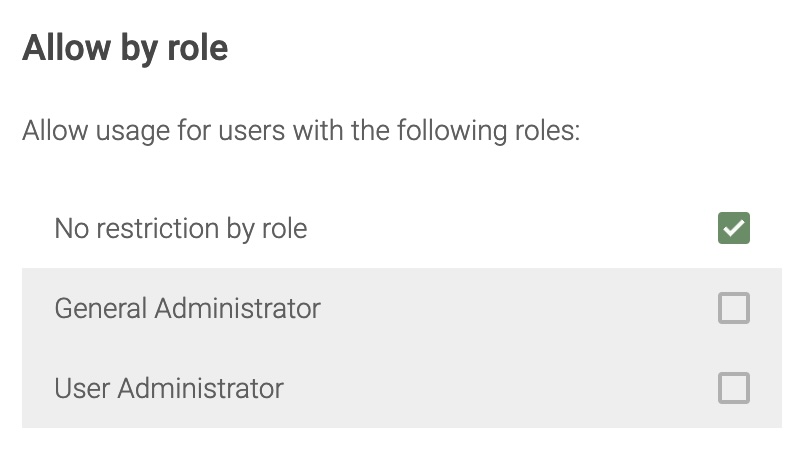 Allow by role
Allow usage for users with the following roles:
No restriction by role
General Administrator
User Administrator